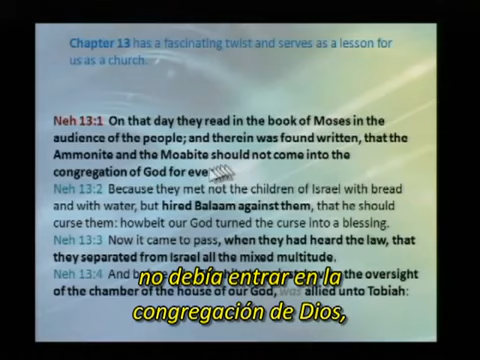 Chapter 13 has a fascinating twist and serves as a lesson for
us as a church.
Neh 13:1 On that day they read in the book of Moses in the
audience of the people; and therein was found written, that the
Ammonite and the Moabite should not come into the
congregation of God for eve
Neh 13:2 Because they met not the children of Israel with bread
and with water, but hired Balaam against them, that he should
curse them: howbeit our God turned the curse into a blessing.
Neh 13:3 Now it came to pass, when they had heard the law, that
they separated from Israel all the mixed multitude.
Neh 13:4 And the oversight
of the chamber of the house of our God, was allied unto Tobiah:
no debía entrar en la
congregación de Dios,